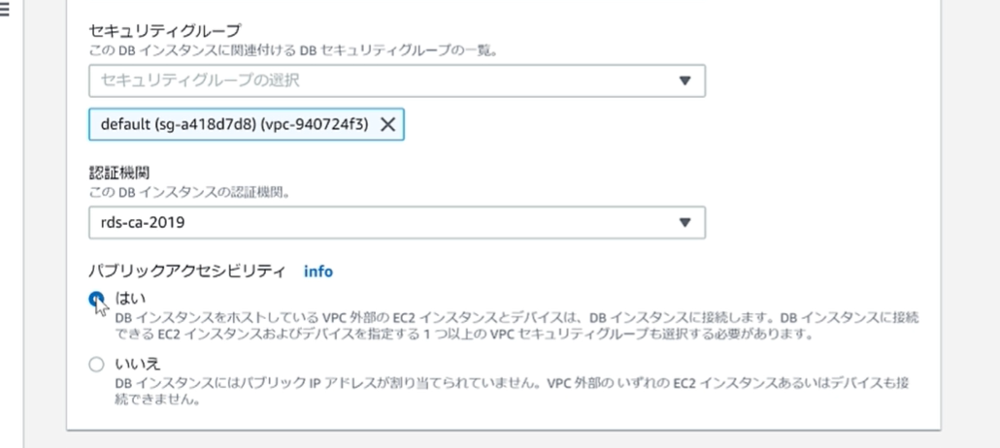 セキュリティグループ
この DB インスタンスに関連付ける DB セキュリティグループの一覧。
セキュリティグループの選択
default (sg-a418d7d8) (vpc-940724f3)
認証機関
この DB インスタンスの認証機関。
rds-ca-2019
パブリックアクセシビリティ info
はい
DB インスタンスをホストしている VPC 外部の EC2 インスタンスとデバイスは、DB インスタンスに接続します。DB インスタンスに接続
できる EC2 インスタンスおよびデバイスを指定する 1 つ以上の VPC セキュリティグループも選択する必要があります。
いいえ
DB インスタンスにはパブリック IP アドレスが割り当てられていません。VPC 外部の いずれの EC2 インスタンスあるいはデバイスも接
続できません。